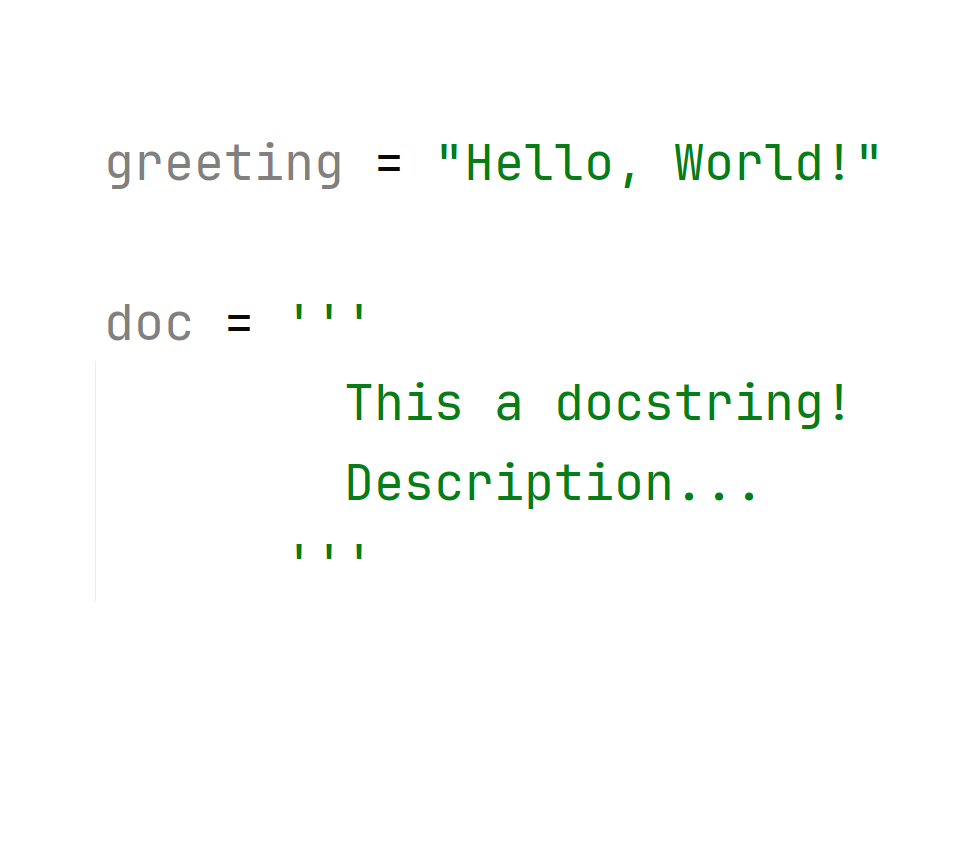 greeting = "Hello, World!"
doc = '''
This a docstring!
Description...
'''